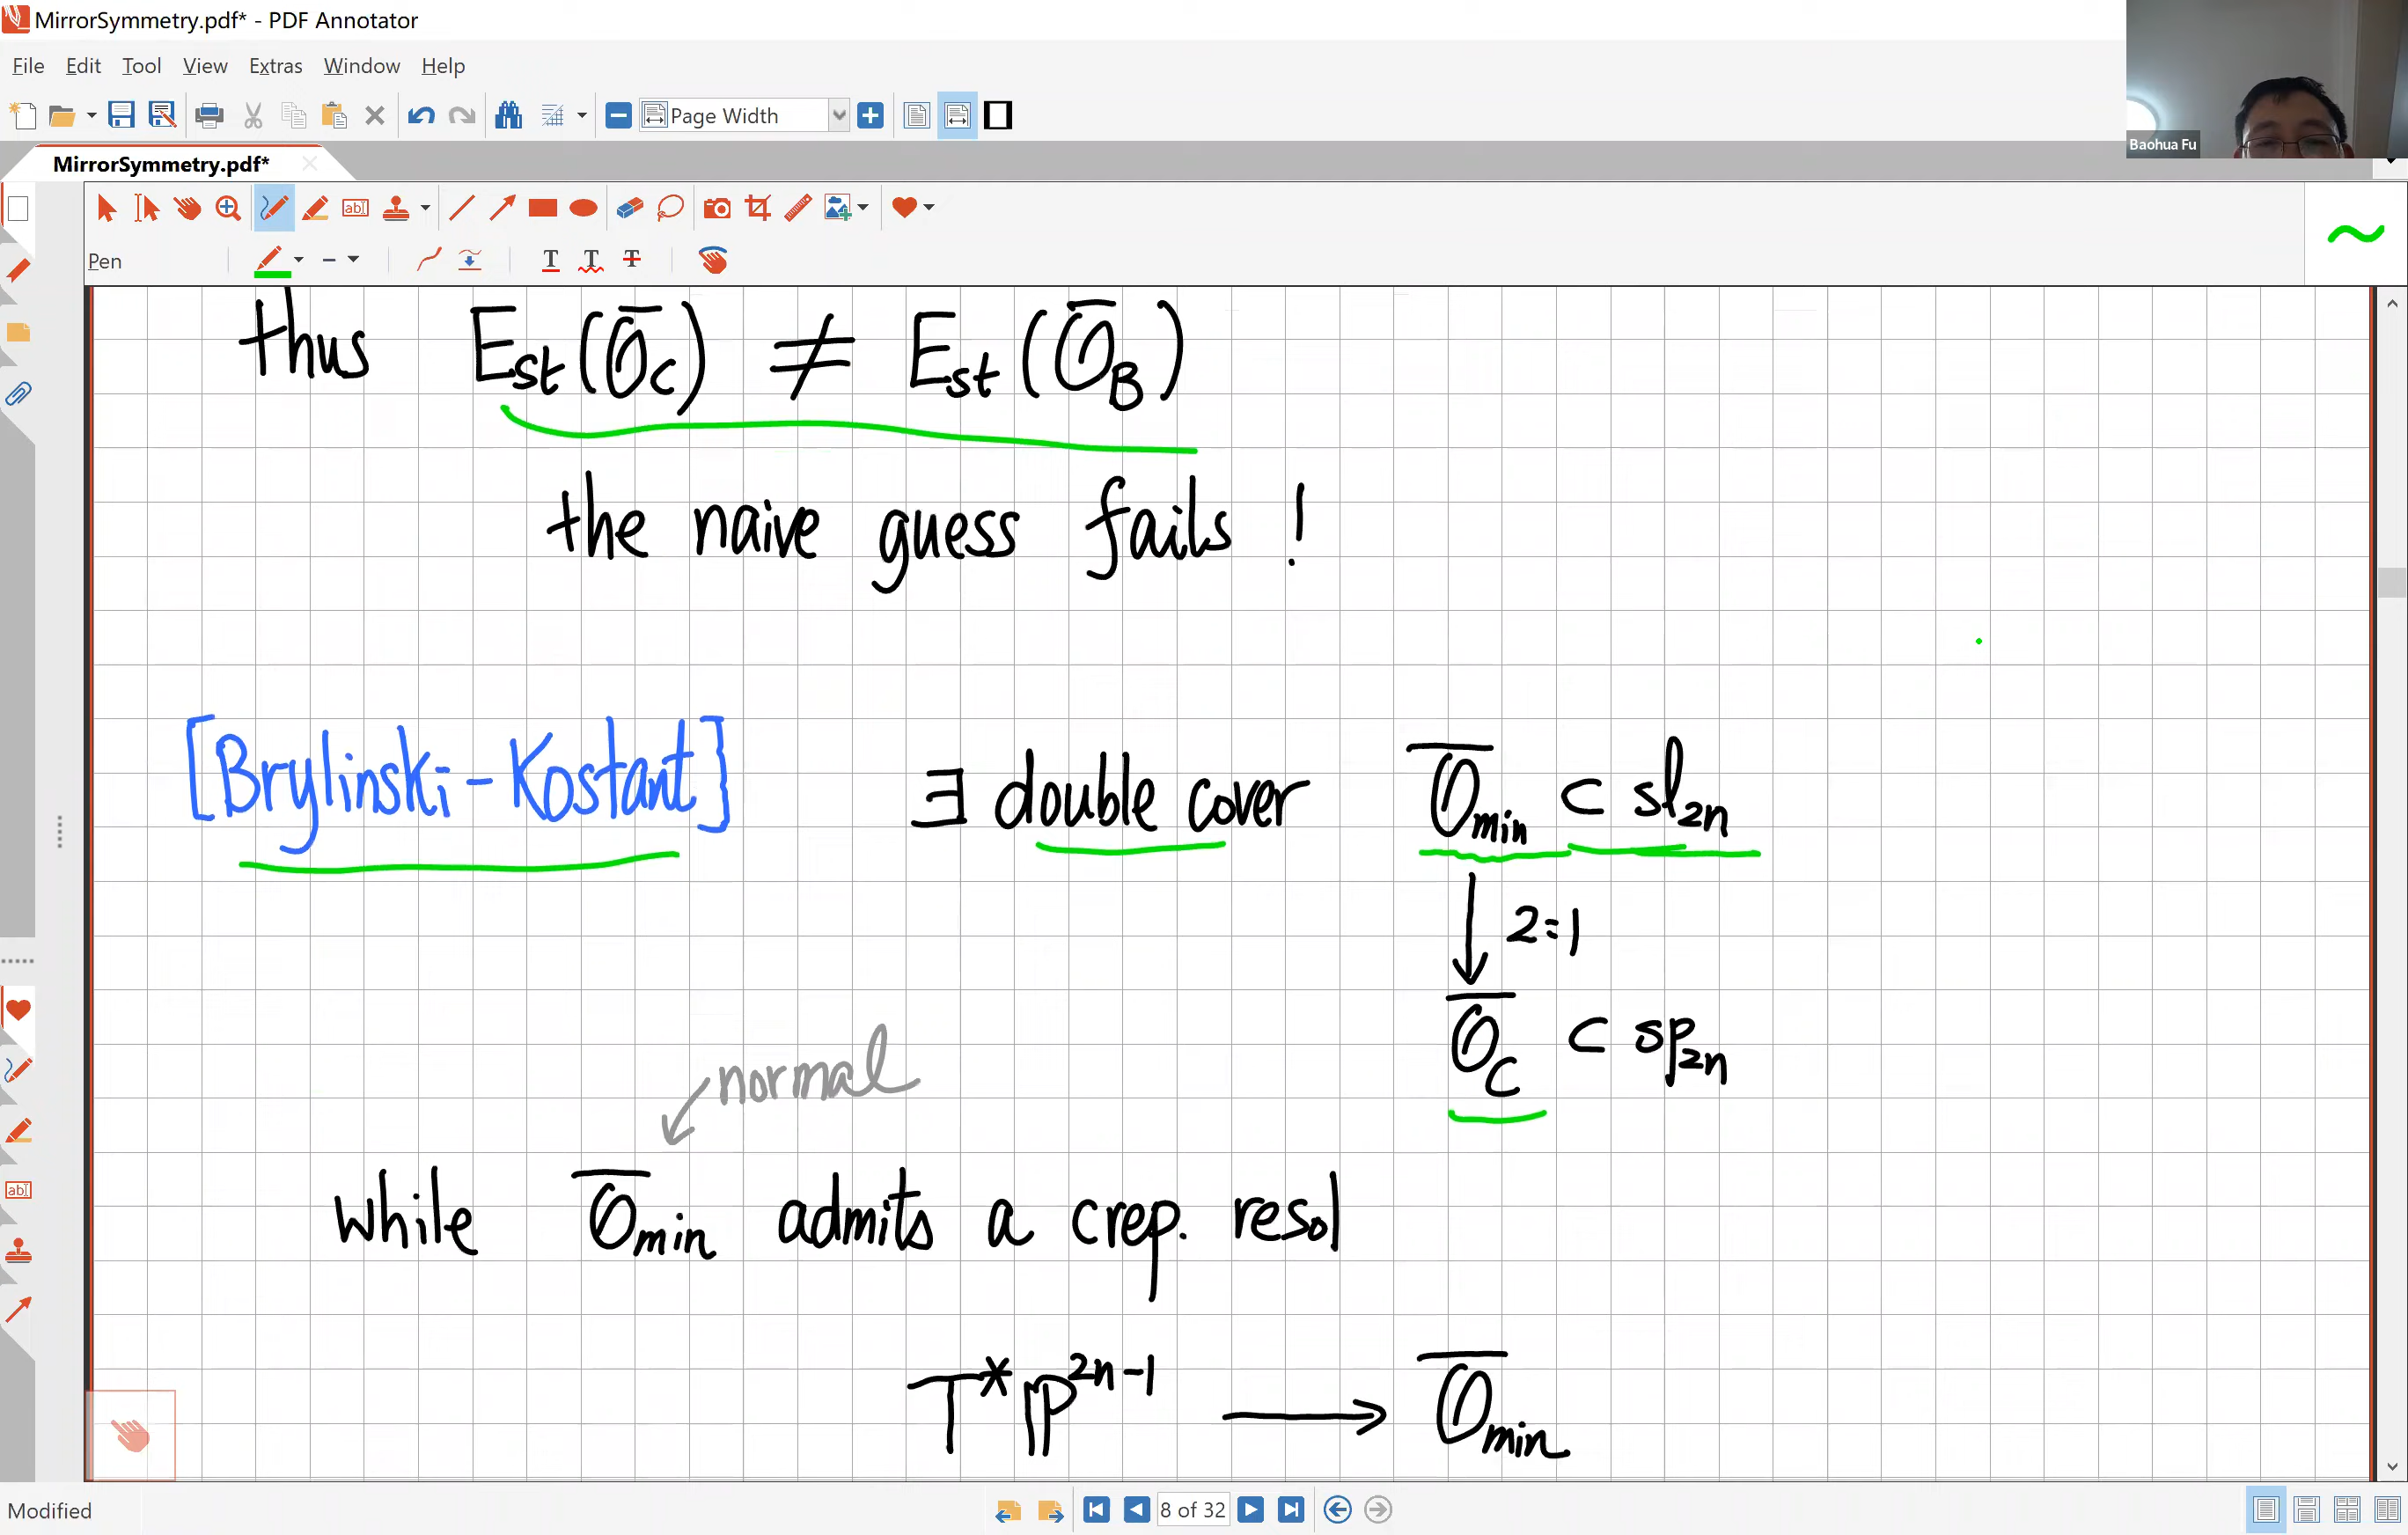 MirrorSymmetry.pdf* - PDF Annotator
File Edit Tool View Extras Window Help
Page Width
Baohua Fu
MirrorSymmetry.pdf*
Pen
thus E_st(Ō_C) ≠ E_st(Ō_B)
the naive guess fails !
[Brylinski-Kostant] ∃ double cover Ō_min ⊂ sl_2n
↓ 2:1
Ō_C ⊂ sp_2n
normal
while Ō_min admits a crep. resol
T*ℙ^{2n-1} ⟶ Ō_min
Modified
8 of 32